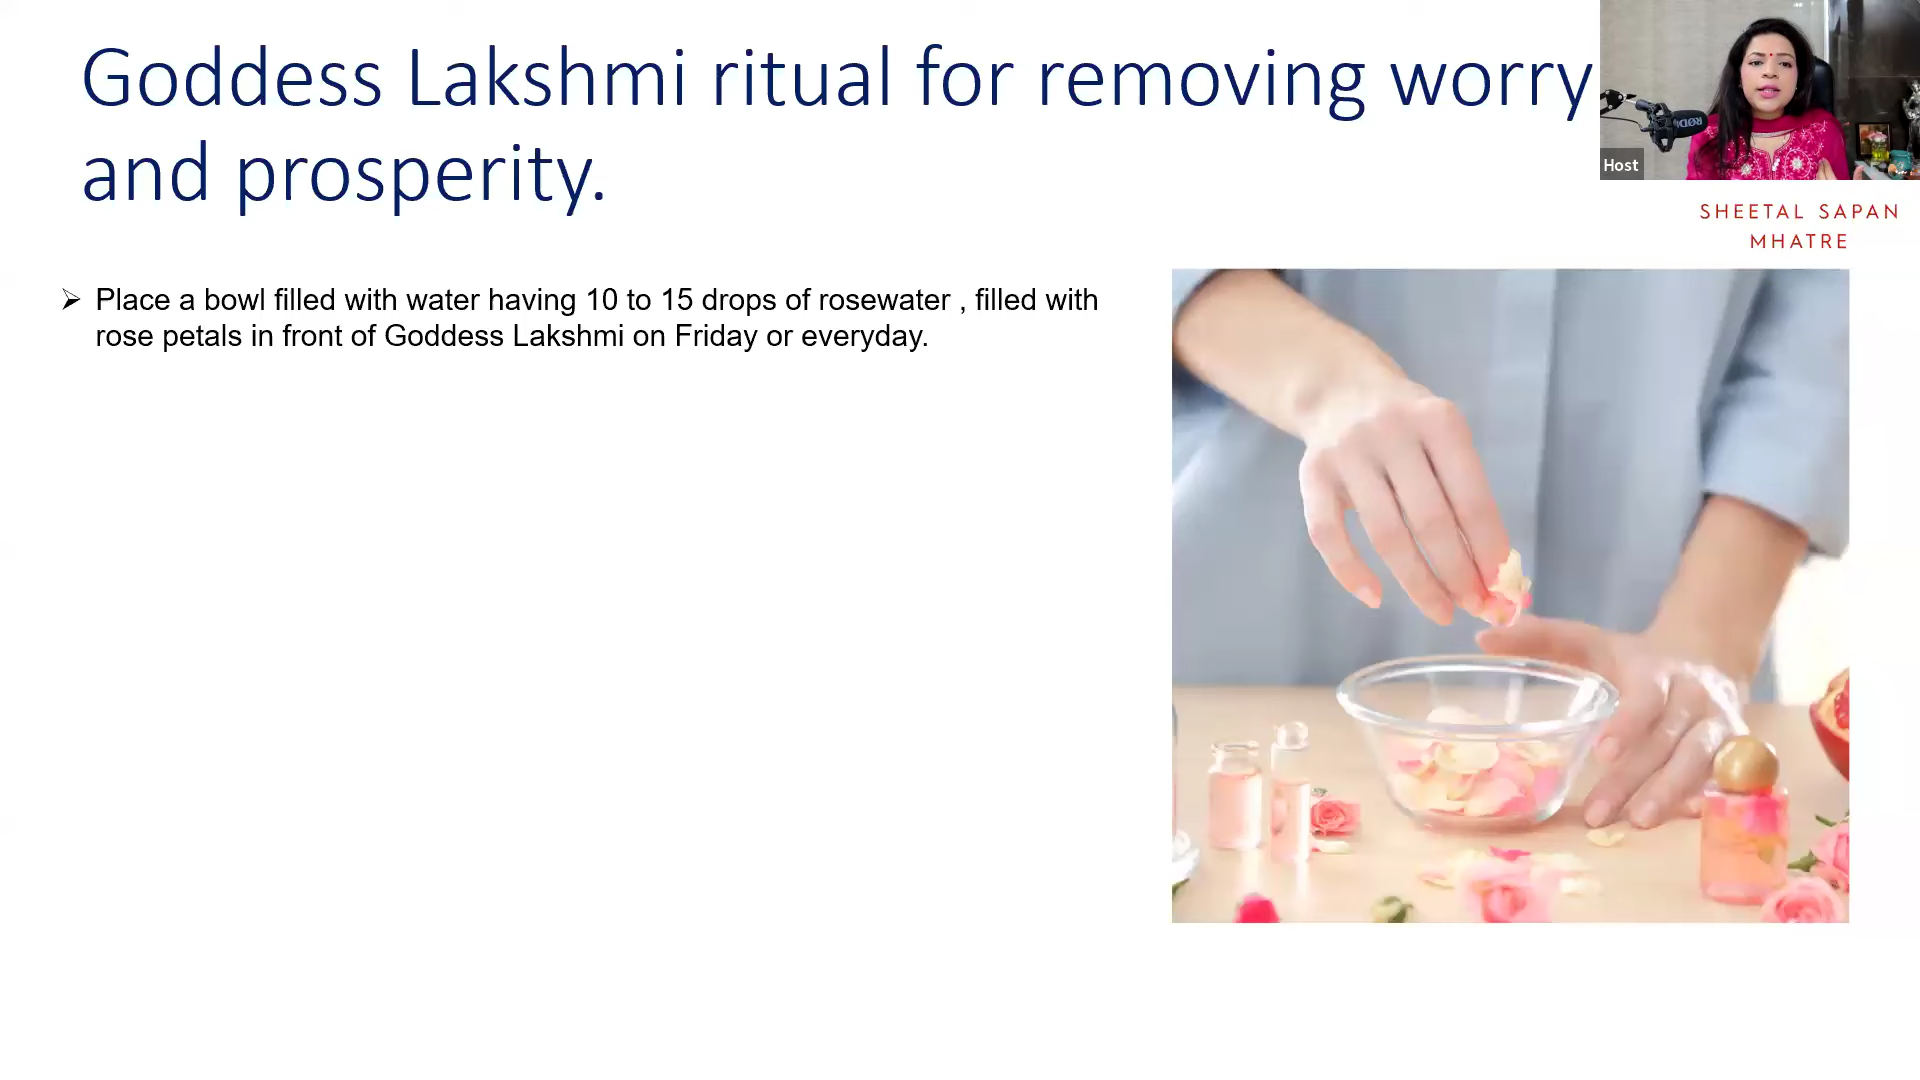 Goddess Lakshmi ritual for removing worry
and prosperity.
Host
SHEETAL SAPAN
MHATRE
➢ Place a bowl filled with water having 10 to 15 drops of rosewater , filled with
rose petals in front of Goddess Lakshmi on Friday or everyday.
RØDE